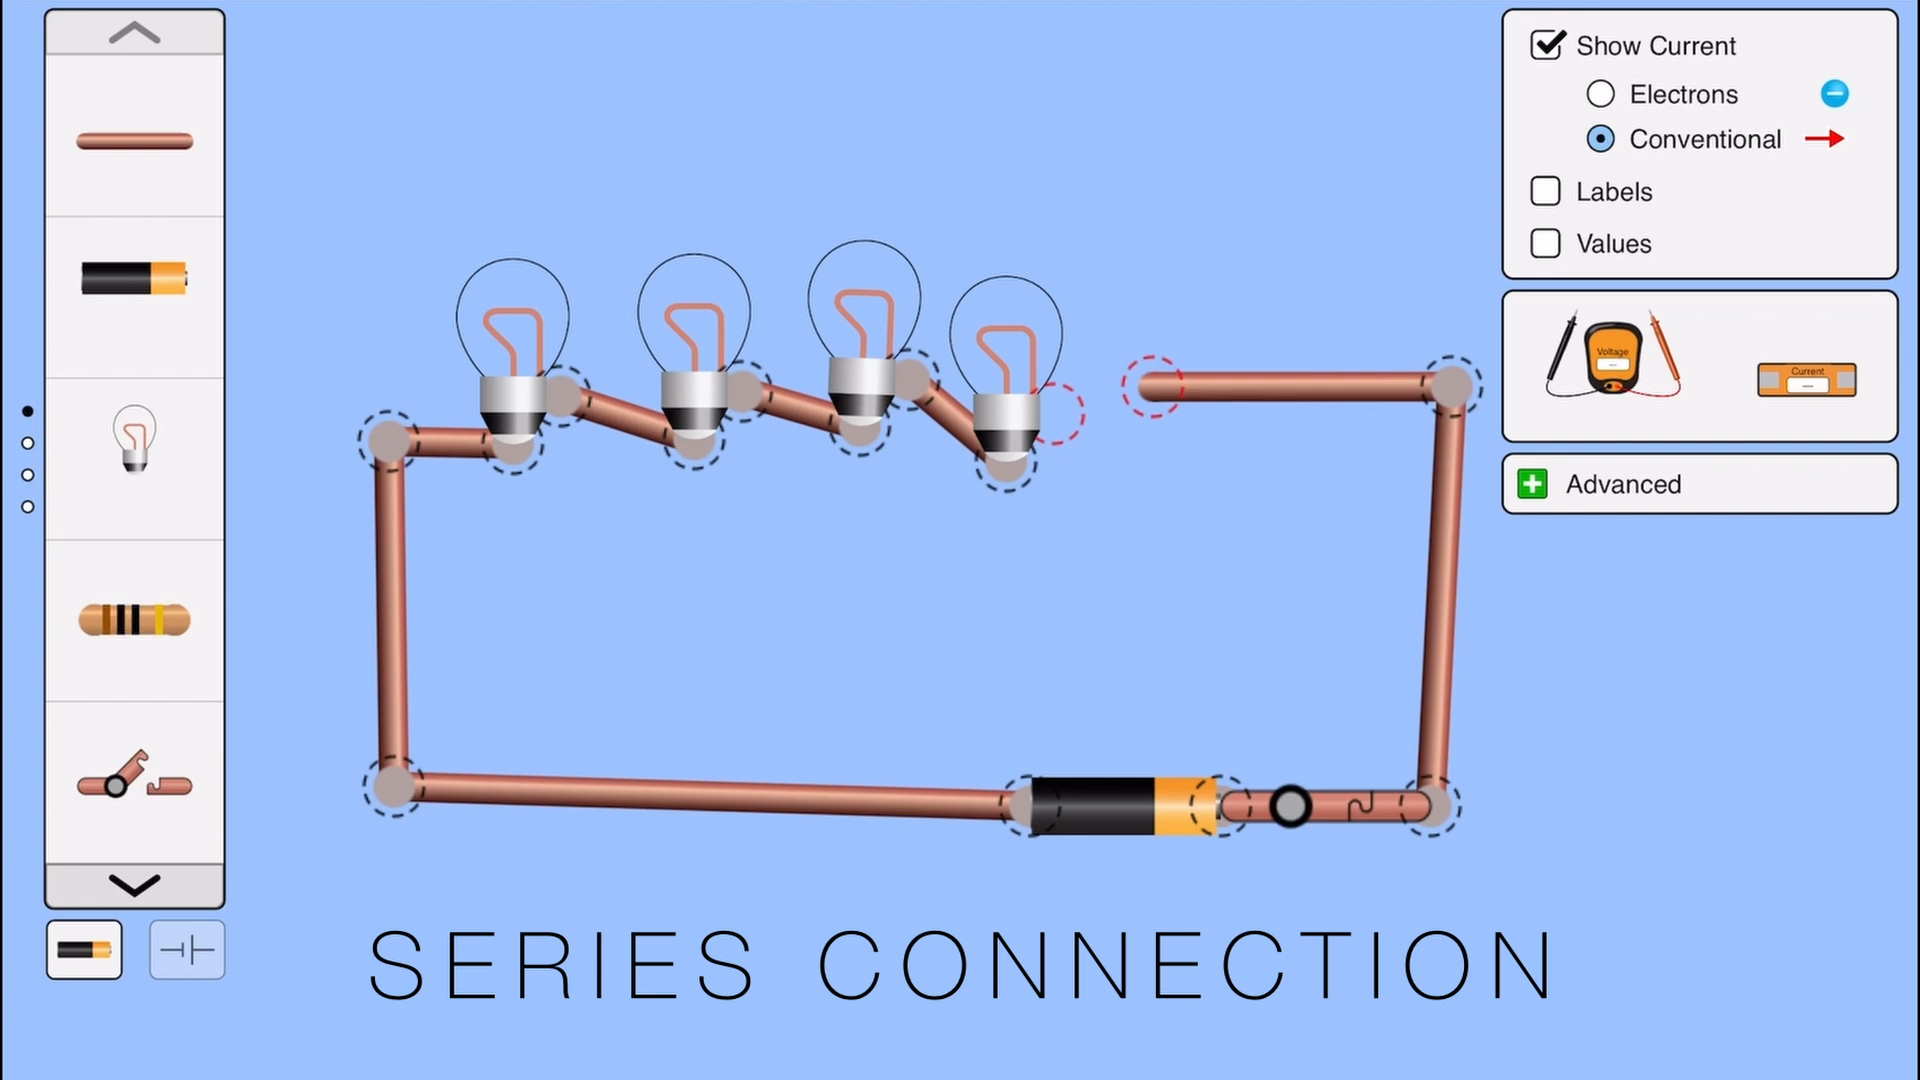 Show Current
Electrons
Conventional
Labels
Values
Voltage
Current
Advanced
SERIES CONNECTION